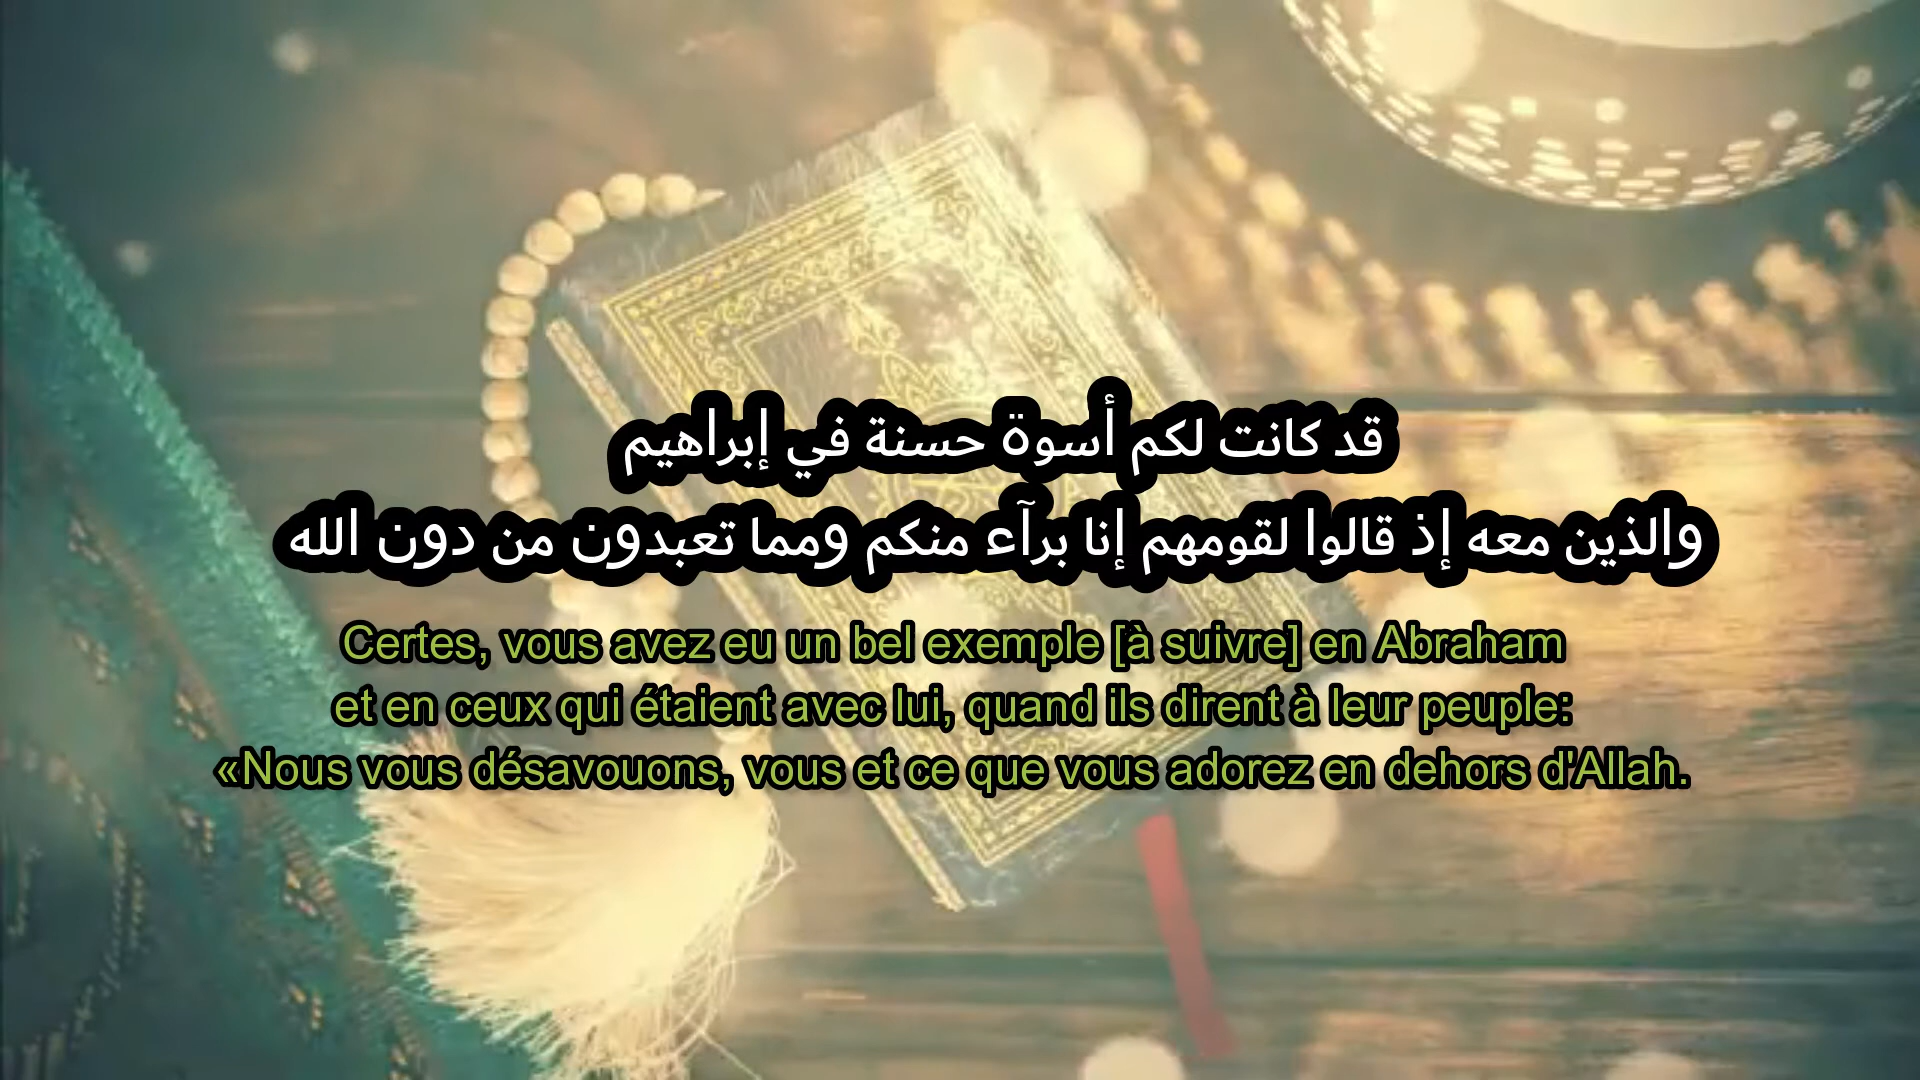 قد كانت لكم أسوة حسنة في إبراهيم
والذين معه إذ قالوا لقومهم إنا برآء منكم ومما تعبدون من دون الله
Certes, vous avez eu un bel exemple [à suivre] en Abraham
et en ceux qui étaient avec lui, quand ils dirent à leur peuple:
«Nous vous désavouons, vous et ce que vous adorez en dehors d'Allah.